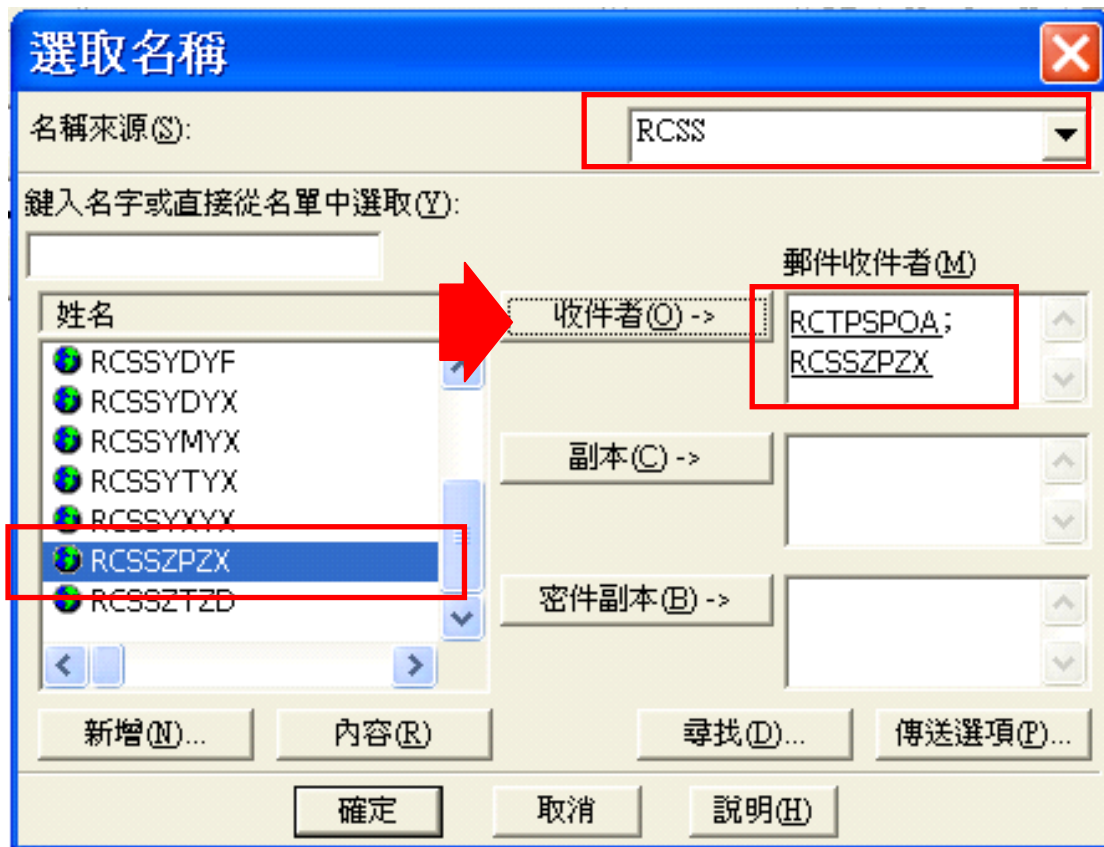 選取名稱
名稱來源(S):
RCSS
鍵入名字或直接從名單中選取(Y):
郵件收件者(M)
姓名
收件者(O) ->
RCTPSPOA;
RCSSZPZX
RCSSYDYF
RCSSYDYX
RCSSYMYX
RCSSYTYX
RCSSYXYX
RCSSZPZX
RCSSZTZD
副本(C) ->
密件副本(B) ->
新增(N)...
內容(R)
尋找(D)...
傳送選項(P)...
確定
取消
說明(H)